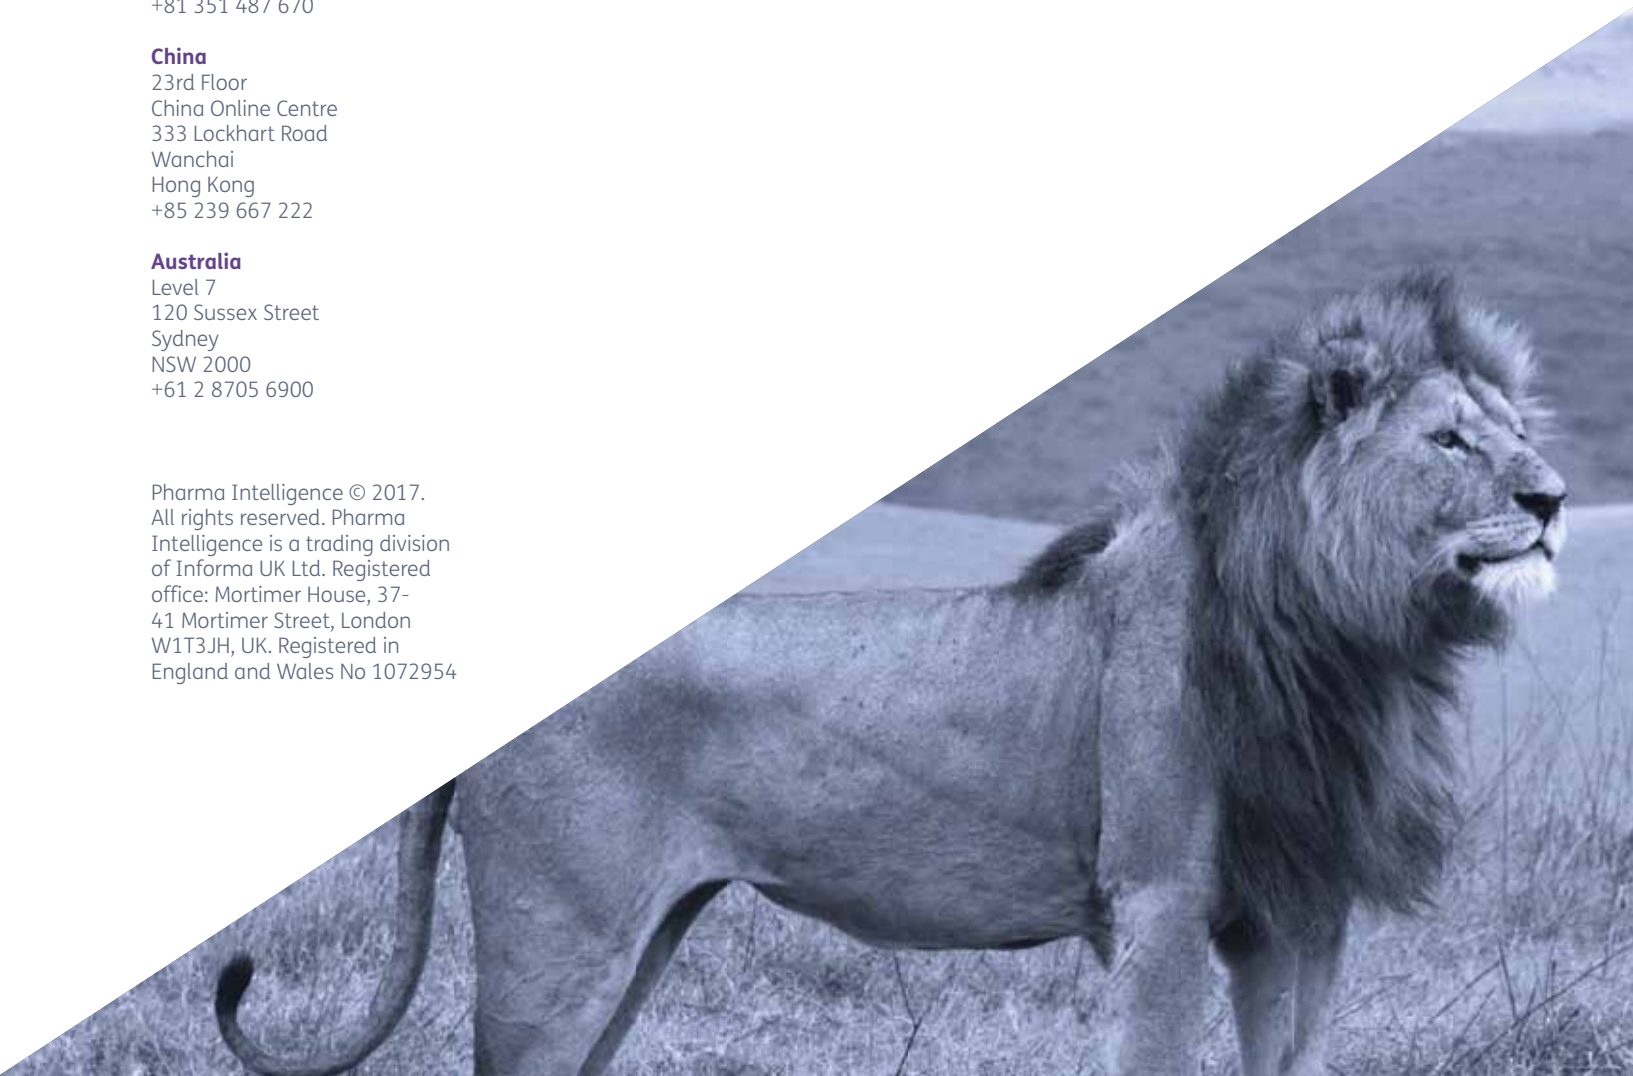 +81 351 487 670
China
23rd Floor
China Online Centre
333 Lockhart Road
Wanchai
Hong Kong
+85 239 667 222
Australia
Level 7
120 Sussex Street
Sydney
NSW 2000
+61 2 8705 6900
Pharma Intelligence © 2017.
All rights reserved. Pharma
Intelligence is a trading division
of Informa UK Ltd. Registered
office: Mortimer House, 37-
41 Mortimer Street, London
W1T3JH, UK. Registered in
England and Wales No 1072954